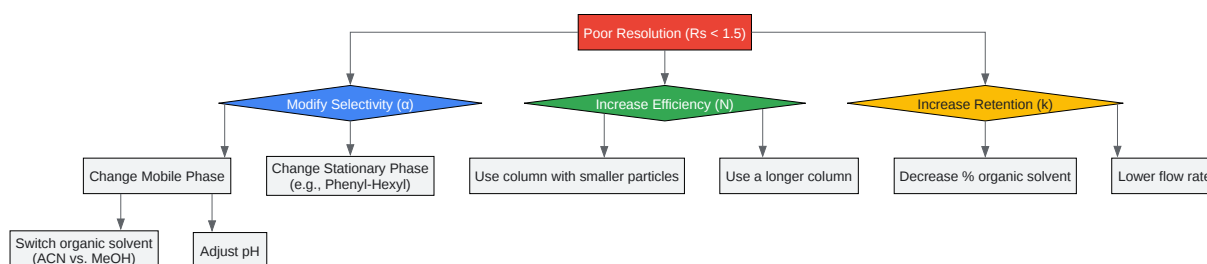 Poor Resolution (Rs < 1.5)
Modify Selectivity (α)
Increase Efficiency (N)
Increase Retention (k)
Change Mobile Phase
Change Stationary Phase
(e.g., Phenyl-Hexyl)
Use column with smaller particles
Use a longer column
Decrease % organic solvent
Lower flow rate
Switch organic solvent
(ACN vs. MeOH)
Adjust pH